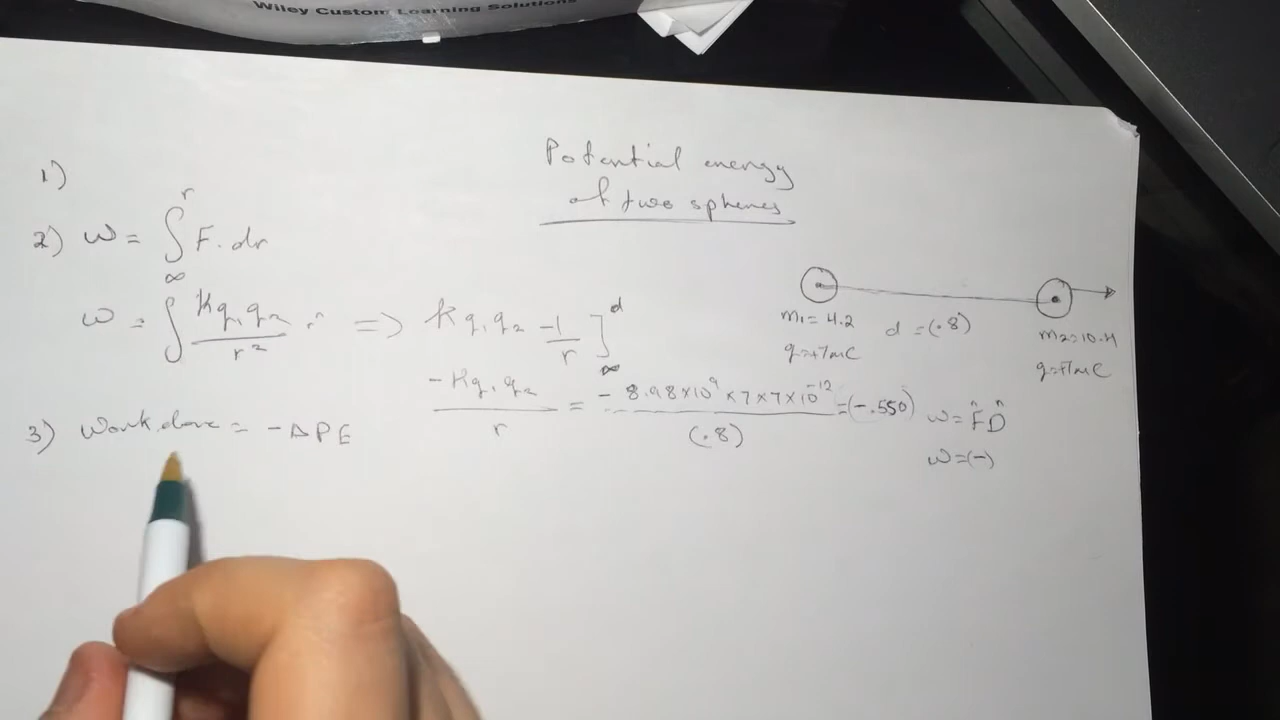 Wiley Custom Learning Solutions
Potential energy
of two spheres
1)
2) W = ∫∞^r F. dr
W = ∫ Kq₁q₂/r² r̂ => Kq₁q₂ -1/r ]∞^d
m₁ = 4.2
q=+7mC
d = (.8)
m₂=10.4
q=+7mC
-Kq₁q₂/r = - 8.98×10⁹×7×7×10⁻¹²/(.8) = (-.550)
W = F̂D̂
W = (-)
3) Work done = -ΔPE